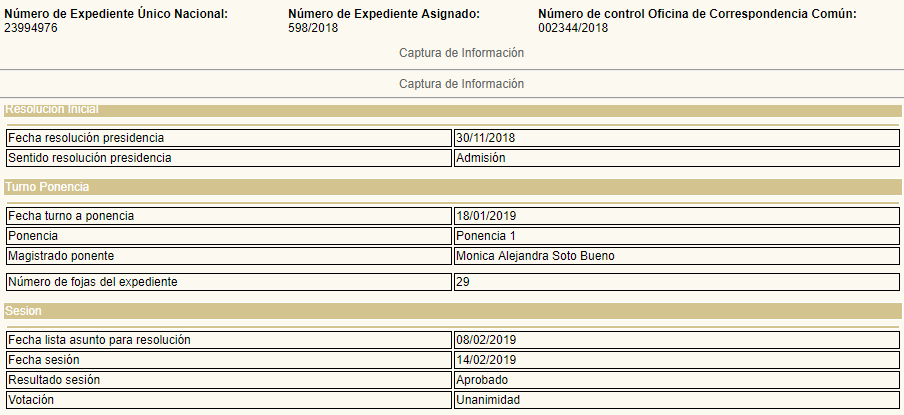 Número de Expediente Único Nacional: Número de Expediente Asignado: Número de control Oficina de Correspondencia Común:
23994976 598/2018 002344/2018
Captura de Información
Captura de Información
Resolución Inicial
Fecha resolución presidencia 30/11/2018
Sentido resolución presidencia Admisión
Turno Ponencia
Fecha turno a ponencia 18/01/2019
Ponencia Ponencia 1
Magistrado ponente Monica Alejandra Soto Bueno
Número de fojas del expediente 29
Sesion
Fecha lista asunto para resolución 08/02/2019
Fecha sesión 14/02/2019
Resultado sesión Aprobado
Votación Unanimidad